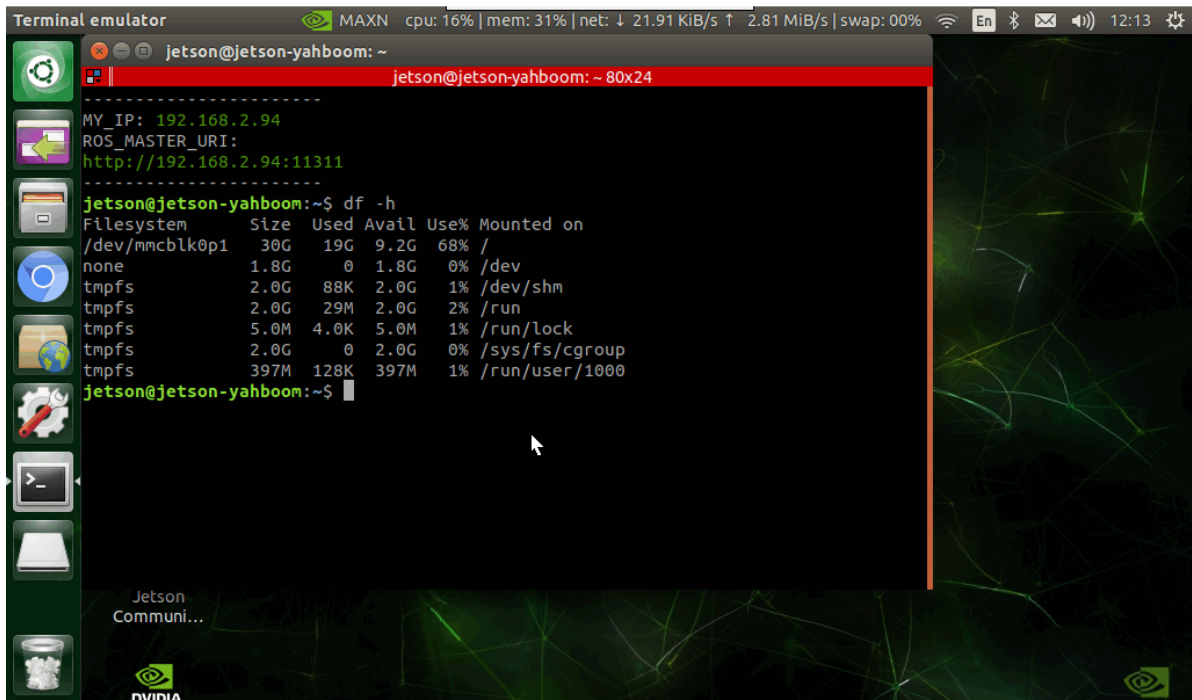 Terminal emulator MAXN cpu: 16% | mem: 31% | net: ↓ 21.91 KiB/s ↑ 2.81 MiB/s | swap: 00% En 12:13
jetson@jetson-yahboom: ~
jetson@jetson-yahboom: ~ 80x24
-----------------------
MY_IP: 192.168.2.94
ROS_MASTER_URI:
http://192.168.2.94:11311
-----------------------
jetson@jetson-yahboom:~$ df -h
Filesystem      Size  Used Avail Use% Mounted on
/dev/mmcblk0p1   30G   19G  9.2G  68% /
none            1.8G     0  1.8G   0% /dev
tmpfs           2.0G   88K  2.0G   1% /dev/shm
tmpfs           2.0G   29M  2.0G   2% /run
tmpfs           5.0M  4.0K  5.0M   1% /run/lock
tmpfs           2.0G     0  2.0G   0% /sys/fs/cgroup
tmpfs           397M  128K  397M   1% /run/user/1000
jetson@jetson-yahboom:~$
Jetson
Communi...
NVIDIA